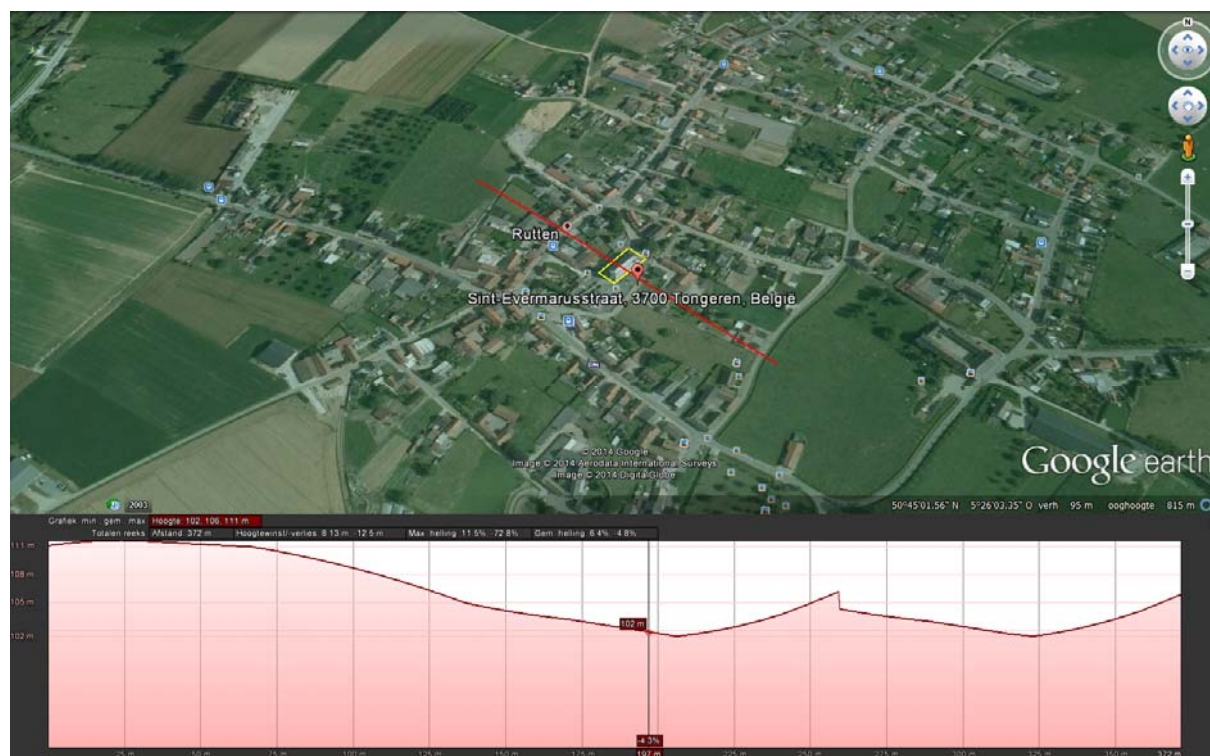 N
Rutten
Sint-Evermarusstraat, 3700 Tongeren, België
© 2014 Google
Image © 2014 Aerodata International Surveys
Image © 2014 DigitalGlobe
Google earth
2003
50°45'01.56" N 5°26'03.35" O verh 95 m ooghoogte 815 m
Grafiek: min., gem., max. Hoogte: 102, 106, 111 m
Totalen reeks: Afstand: 372 m Hoogtewinst/-verlies: 8.13 m, -12.5 m Max. helling: 11.5%, -72.8% Gem. helling: 6.4%, -4.8%
111 m
108 m
105 m
102 m
102 m
-4.3%
25 m 50 m 75 m 100 m 125 m 150 m 175 m 197 m 225 m 250 m 275 m 300 m 325 m 350 m 372 m